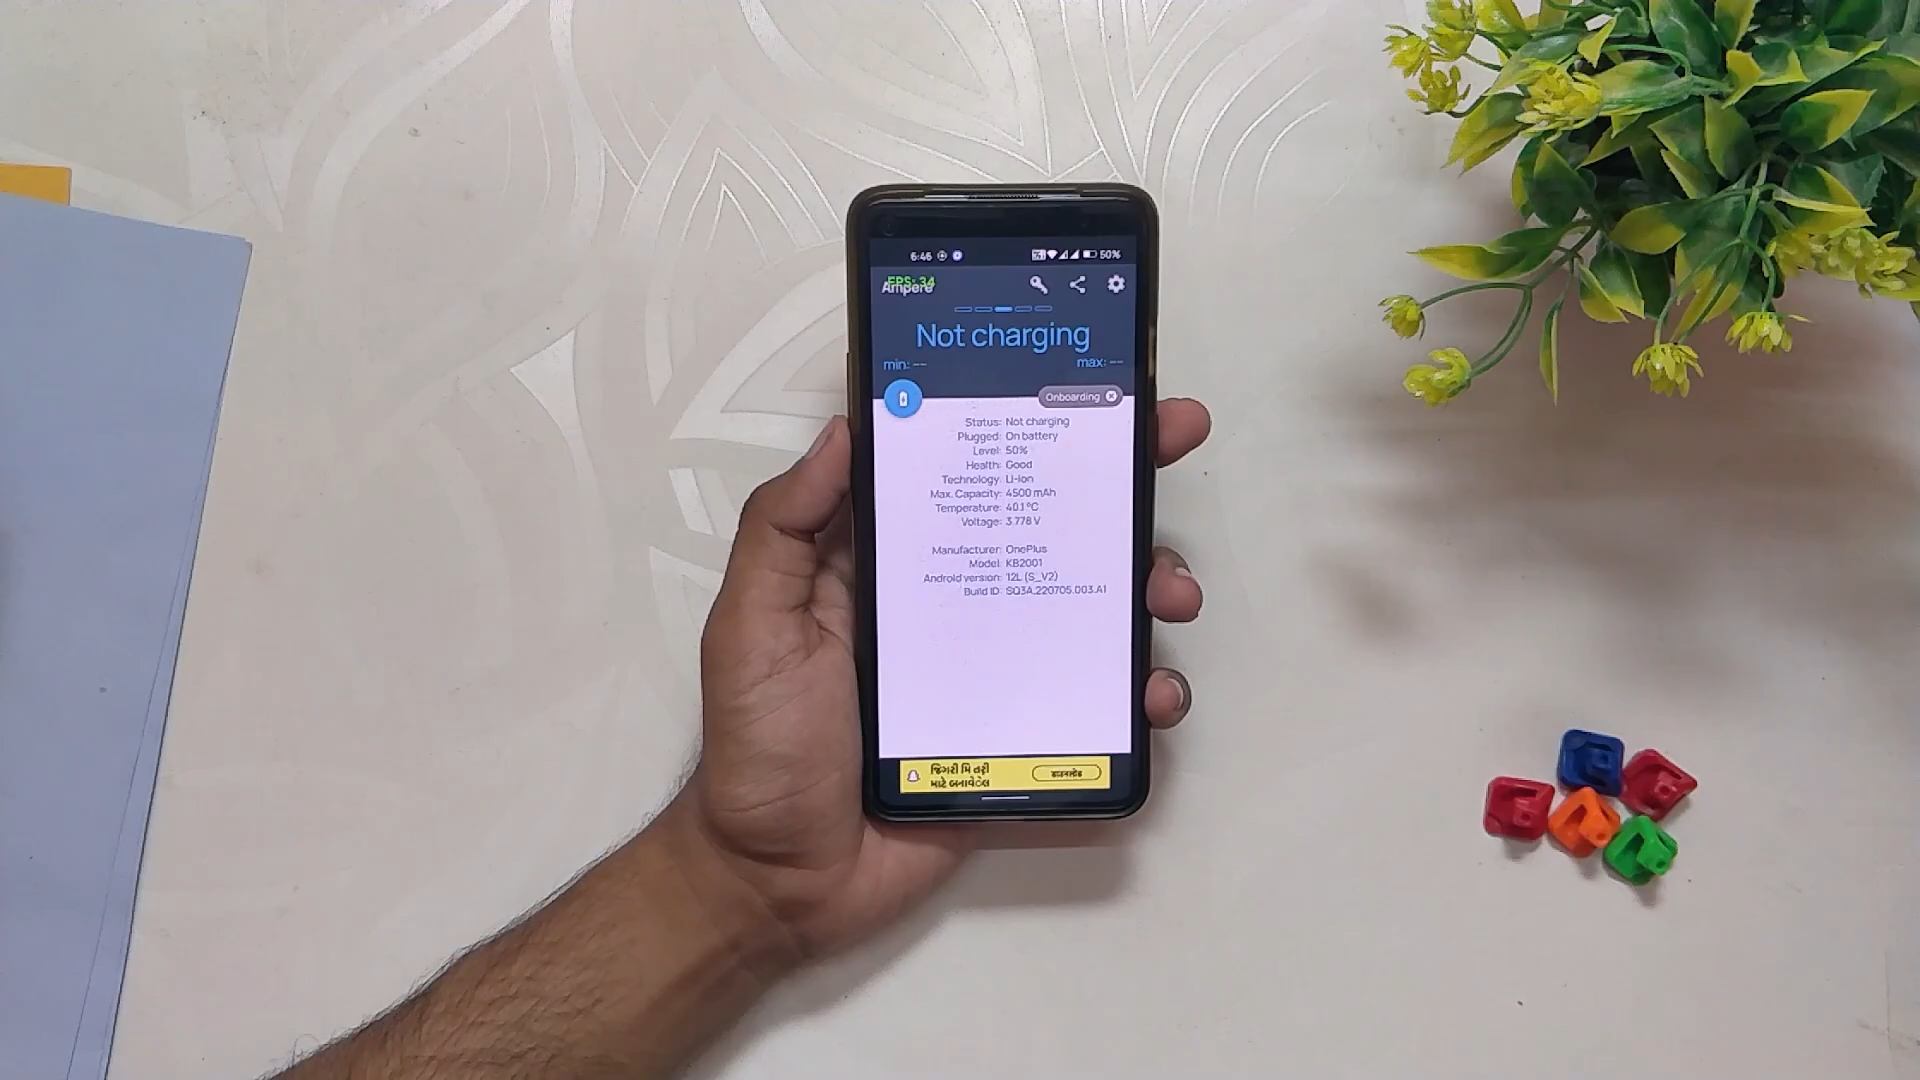 6:46 50%
FPS: 34
Ampere
Not charging
min: -- max: --
Onboarding
Status: Not charging
Plugged: On battery
Level: 50%
Health: Good
Technology: Li-ion
Max. Capacity: 4500 mAh
Temperature: 40.1 °C
Voltage: 3.778 V
Manufacturer: OnePlus
Model: KB2001
Android version: 12L (S_V2)
Build ID: SQ3A.220705.003.A1
જિગરી મિત્રી
માટે બનાવેલ